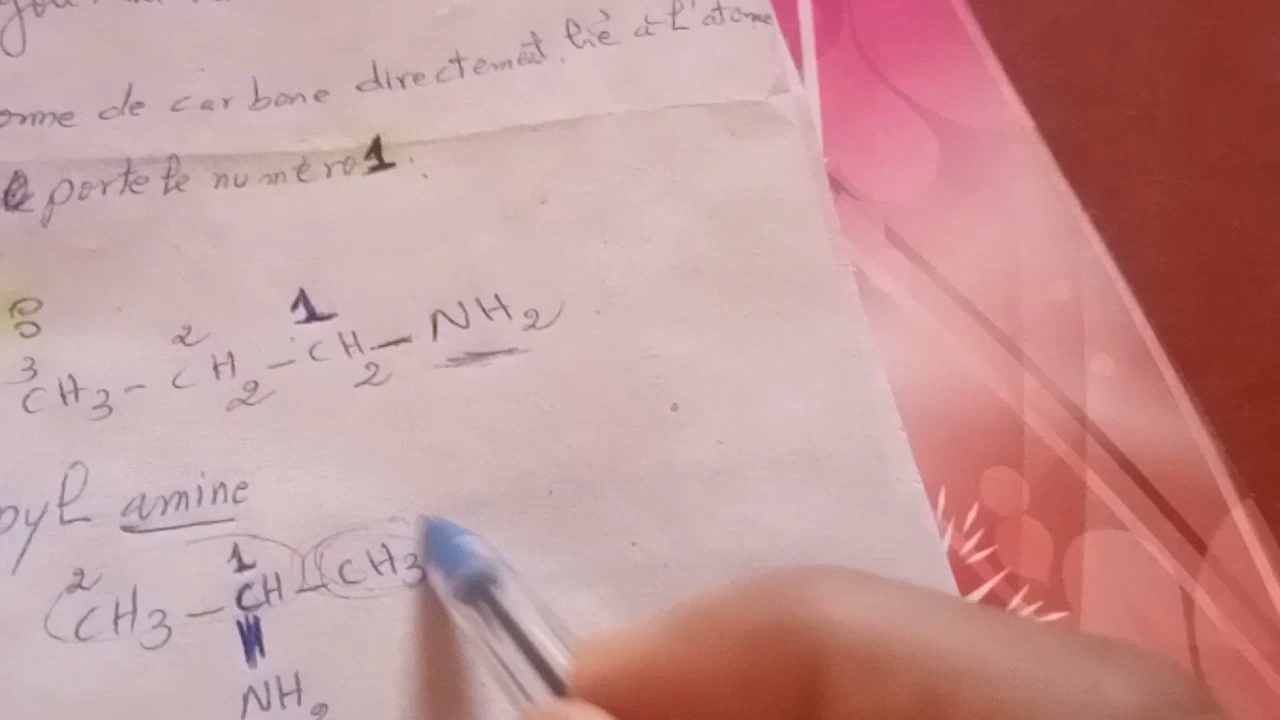 de carbone directement lié à l'atome
porte le numéro 1.
3 2 1
CH3 - CH2 - CH2 - NH2
amine
2 1
CH3 - CH - CH3
NH2